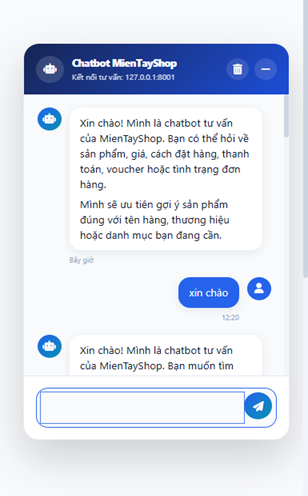 Chatbot MienTayShop
Kết nối tư vấn: 127.0.0.1:8001
Xin chào! Mình là chatbot tư vấn
của MienTayShop. Bạn có thể hỏi về
sản phẩm, giá, cách đặt hàng, thanh
toán, voucher hoặc tình trạng đơn
hàng.
Mình sẽ ưu tiên gợi ý sản phẩm
đúng với tên hàng, thương hiệu
hoặc danh mục bạn đang cần.
Bây giờ
xin chào
12:20
Xin chào! Mình là chatbot tư vấn
của MienTayShop. Bạn muốn tìm